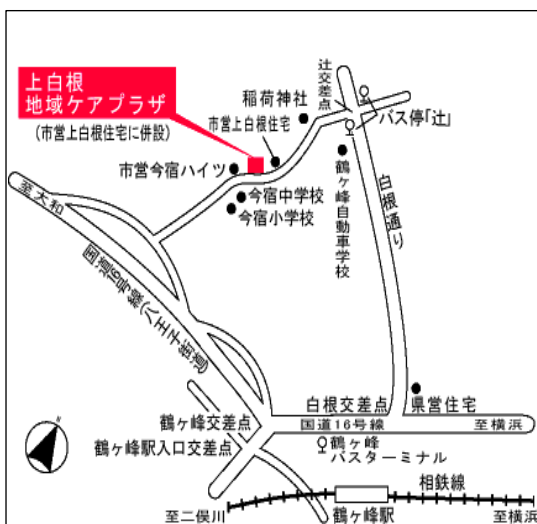 上白根
地域ケアプラザ
(市営上白根住宅に併設)
稲荷神社
市営上白根住宅
辻交差点
バス停「辻」
市営今宿ハイツ
今宿中学校
今宿小学校
鶴ヶ峰自動車学校
白根通り
至大和
国道16号線(八王子街道)
鶴ヶ峰交差点
鶴ヶ峰駅入口交差点
白根交差点
県営住宅
国道16号線
至横浜
鶴ヶ峰
バスターミナル
相鉄線
至二俣川
鶴ヶ峰駅
至横浜
N